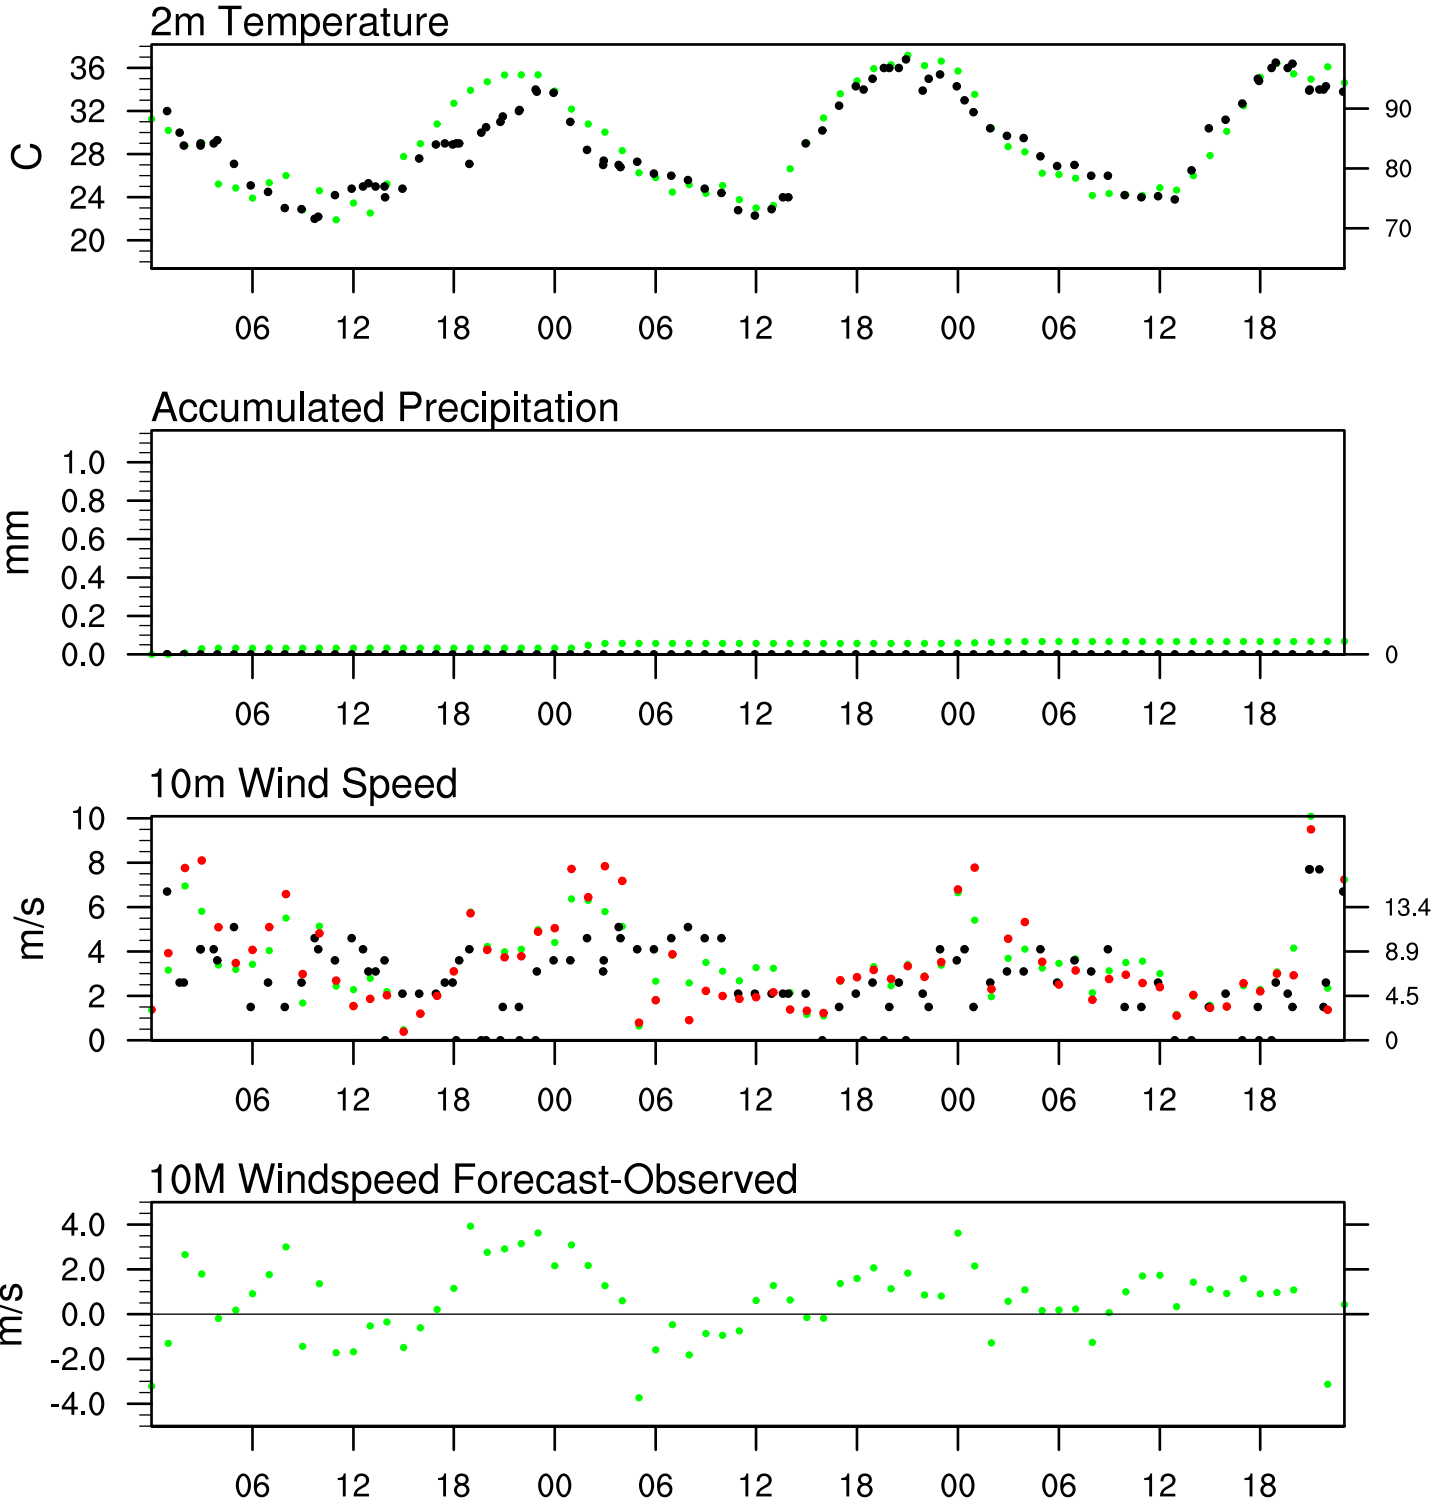 2m Temperature
36
32
28
24
20
C
90
80
70
06 12 18 00 06 12 18 00 06 12 18
Accumulated Precipitation
1.0
0.8
0.6
0.4
0.2
0.0
mm
0
06 12 18 00 06 12 18 00 06 12 18
10m Wind Speed
10
8
6
4
2
0
m/s
13.4
8.9
4.5
0
06 12 18 00 06 12 18 00 06 12 18
10M Windspeed Forecast-Observed
4.0
2.0
0.0
-2.0
-4.0
m/s
06 12 18 00 06 12 18 00 06 12 18